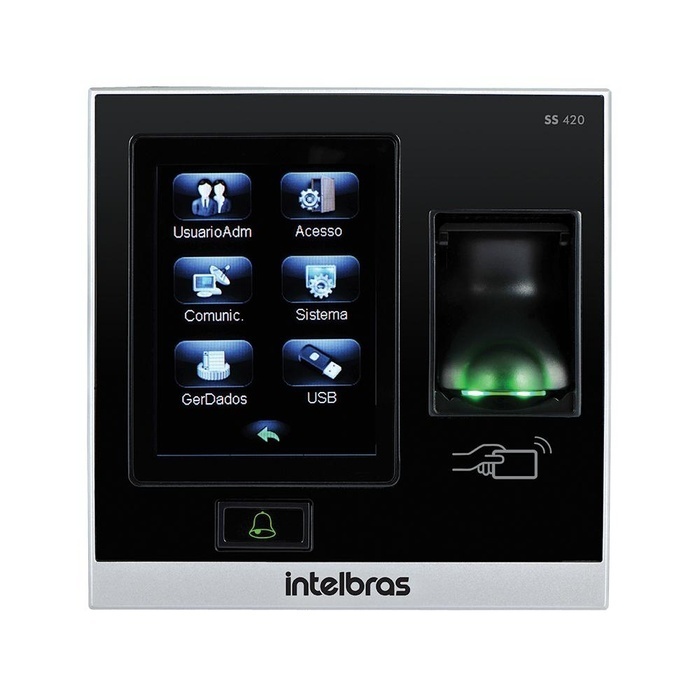 SS 420
UsuarioAdm
Acesso
Comunic.
Sistema
GerDados
USB
intelbras